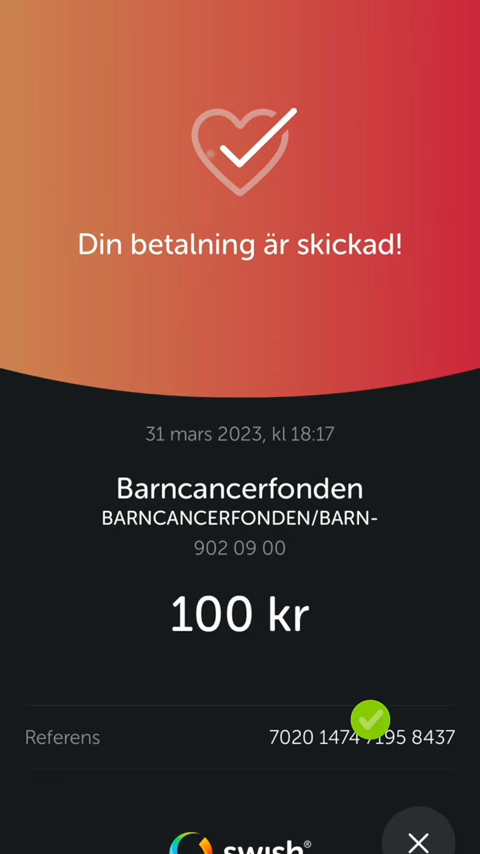 Din betalning är skickad!
31 mars 2023, kl 18:17
Barncancerfonden
BARNCANCERFONDEN/BARN-
902 09 00
100 kr
Referens 7020 1474 7195 8437
swish®